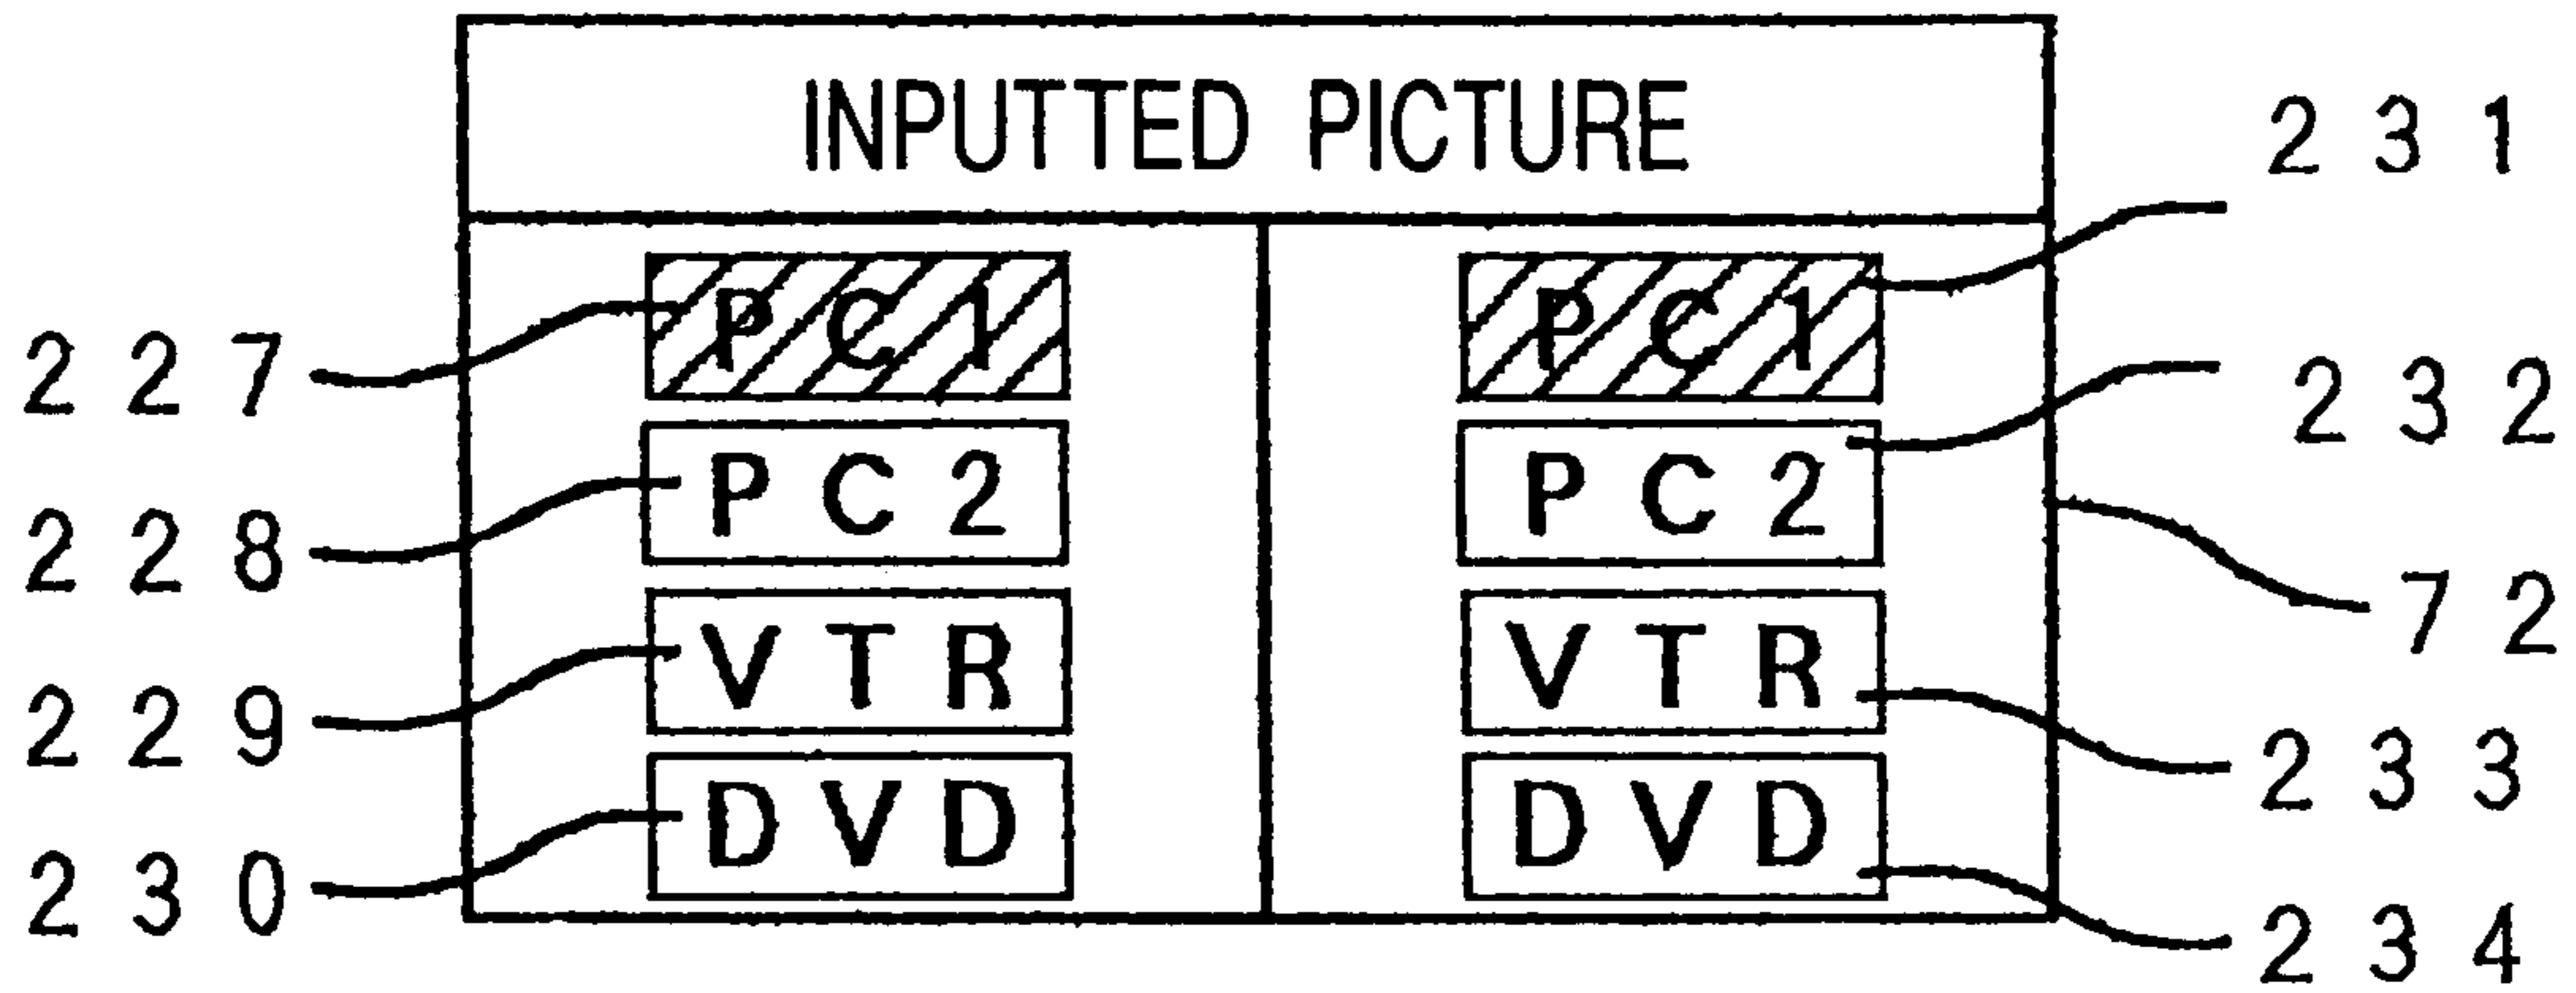 INPUTTED PICTURE
231
227 PC1 PC1
232
228 PC2 PC2
72
229 VTR VTR
233
230 DVD DVD
234